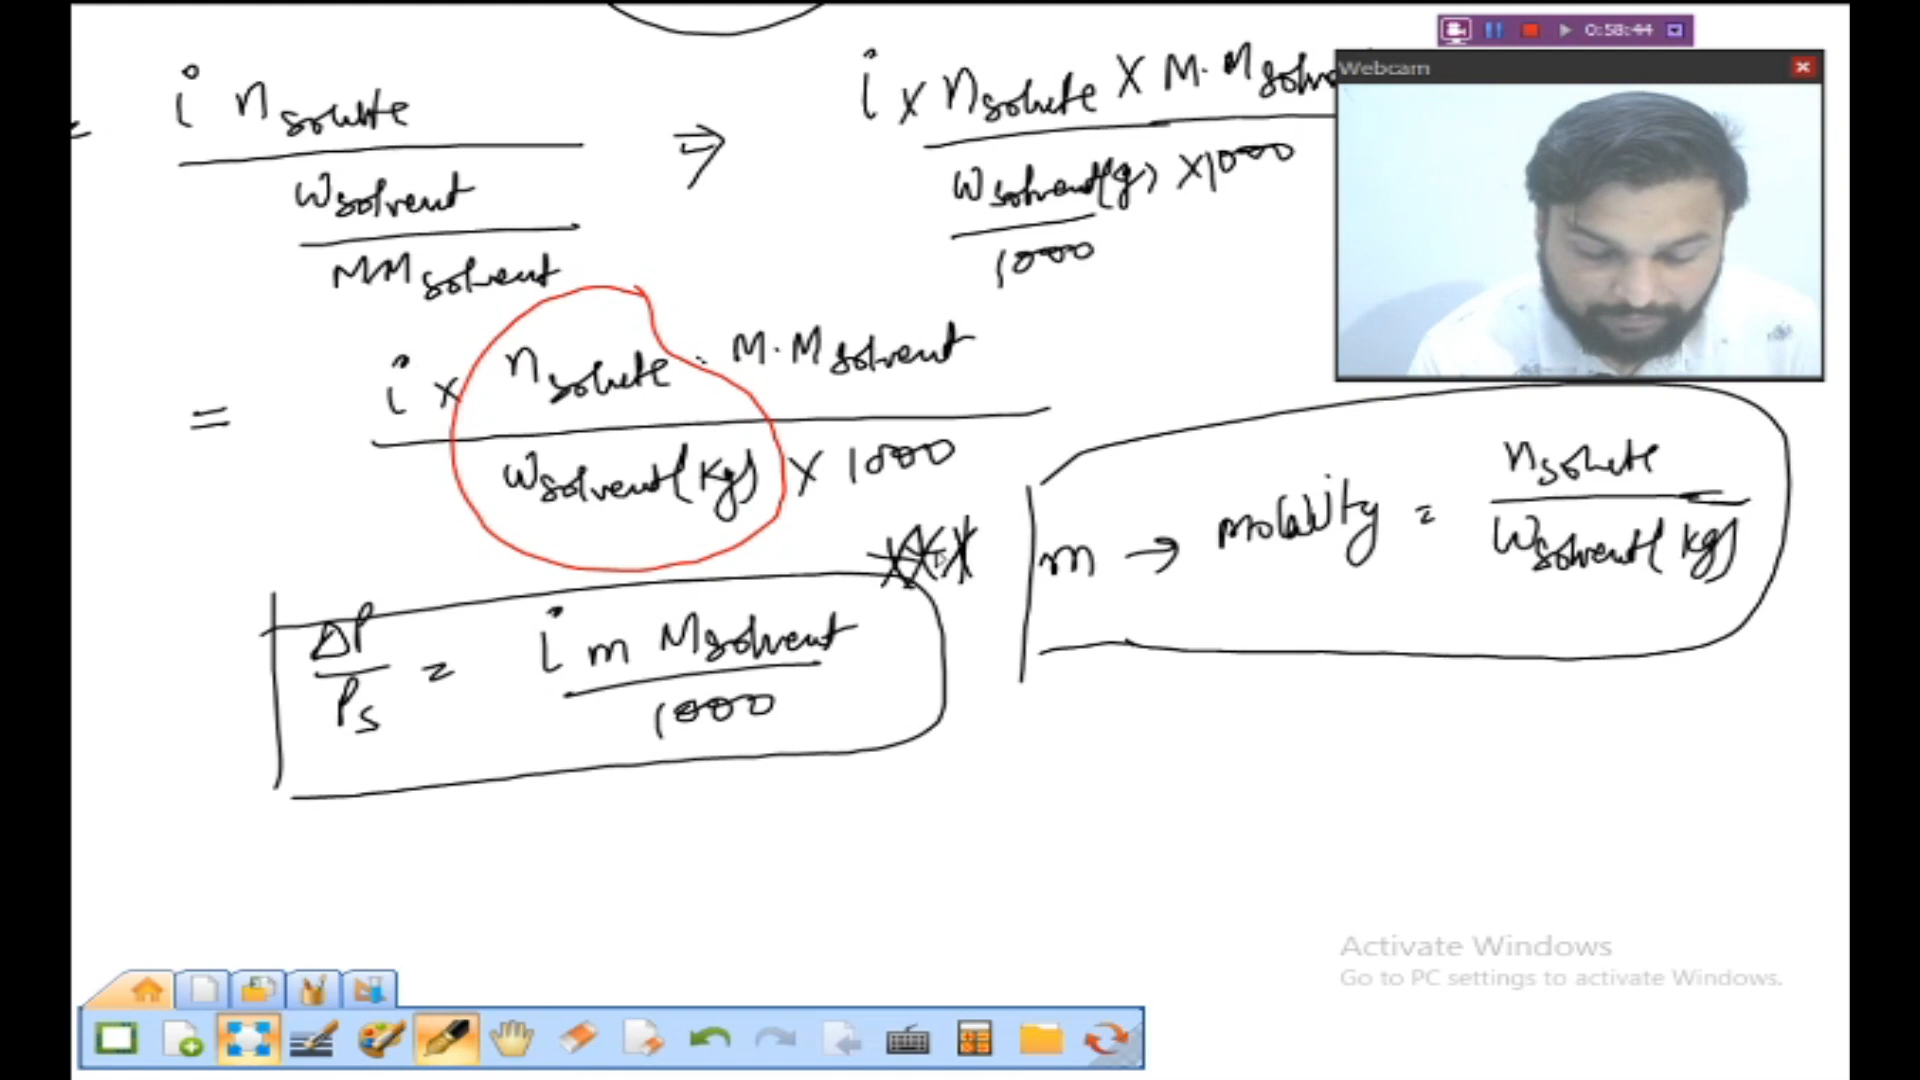 0:58:44
Webcam
= i n solute / (W solvent / MM solvent) ⇒ i × n solute × M.M / (W solvent(g) × 1000 / 1000)
= i × n solute . M.M solvent / W solvent(kg) × 1000
m → molality = n solute / W solvent(kg)
ΔP / Ps = i m M solvent / 1000
Activate Windows
Go to PC settings to activate Windows.